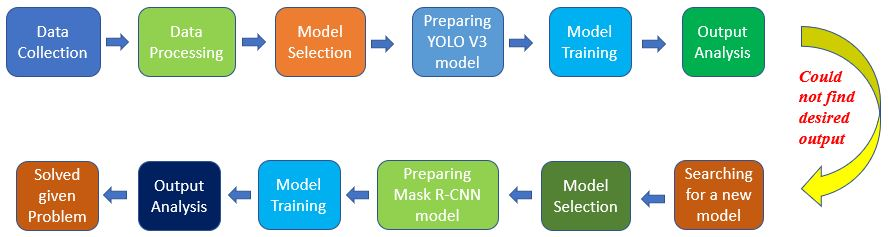 Data
Collection
Data
Processing
Model
Selection
Preparing
YOLO V3
model
Model
Training
Output
Analysis
Could
not find
desired
output
Searching
for a new
model
Model
Selection
Preparing
Mask R-CNN
model
Model
Training
Output
Analysis
Solved
given
Problem